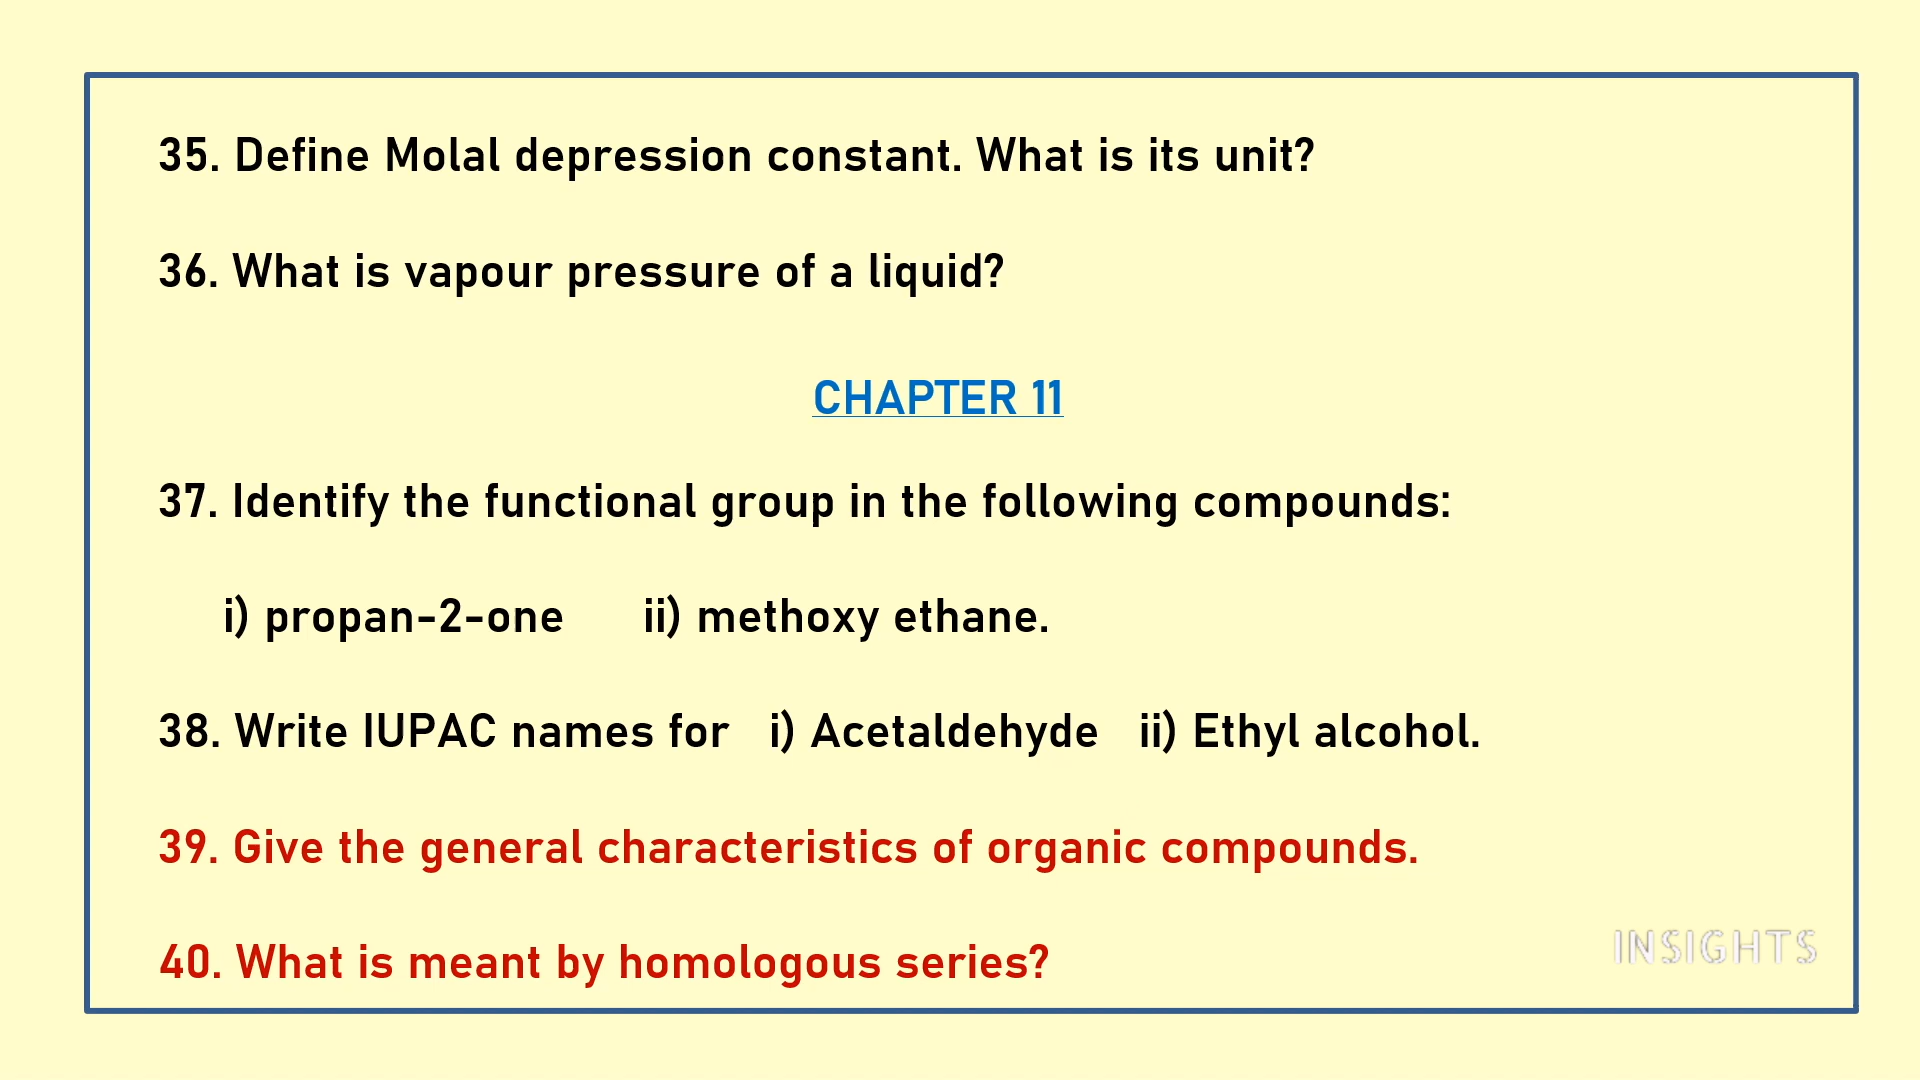 35. Define Molal depression constant. What is its unit?
36. What is vapour pressure of a liquid?
CHAPTER 11
37. Identify the functional group in the following compounds:
i) propan-2-one ii) methoxy ethane.
38. Write IUPAC names for i) Acetaldehyde ii) Ethyl alcohol.
39. Give the general characteristics of organic compounds.
40. What is meant by homologous series?
INSIGHTS